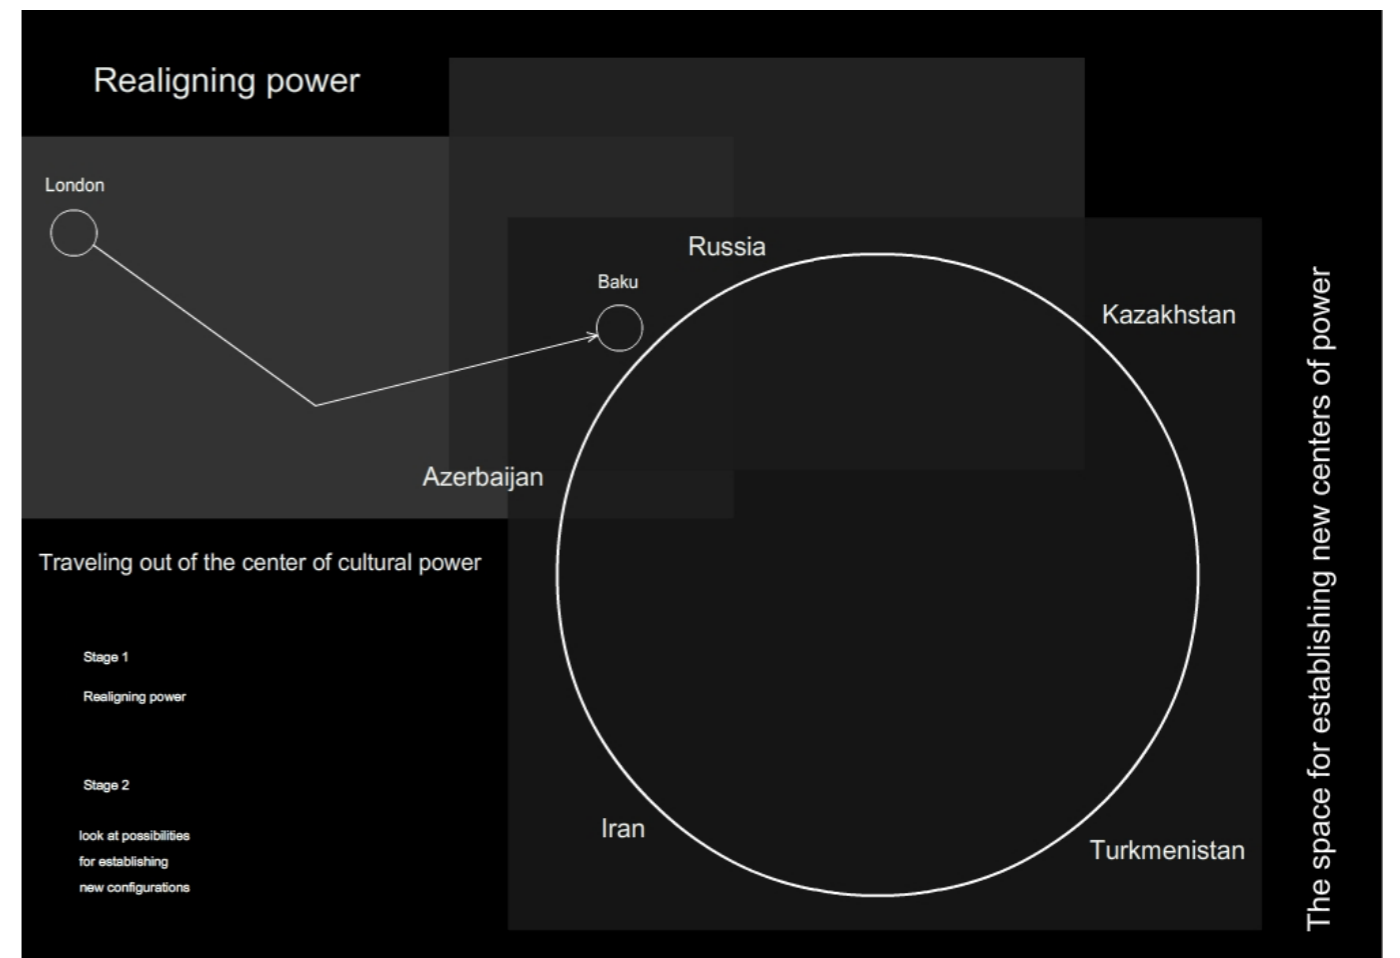 Realigning power
London
Russia
Baku
Kazakhstan
Azerbaijan
Traveling out of the center of cultural power
Stage 1
Realigning power
Stage 2
look at possibilities
for establishing
new configurations
Iran
Turkmenistan
The space for establishing new centers of power